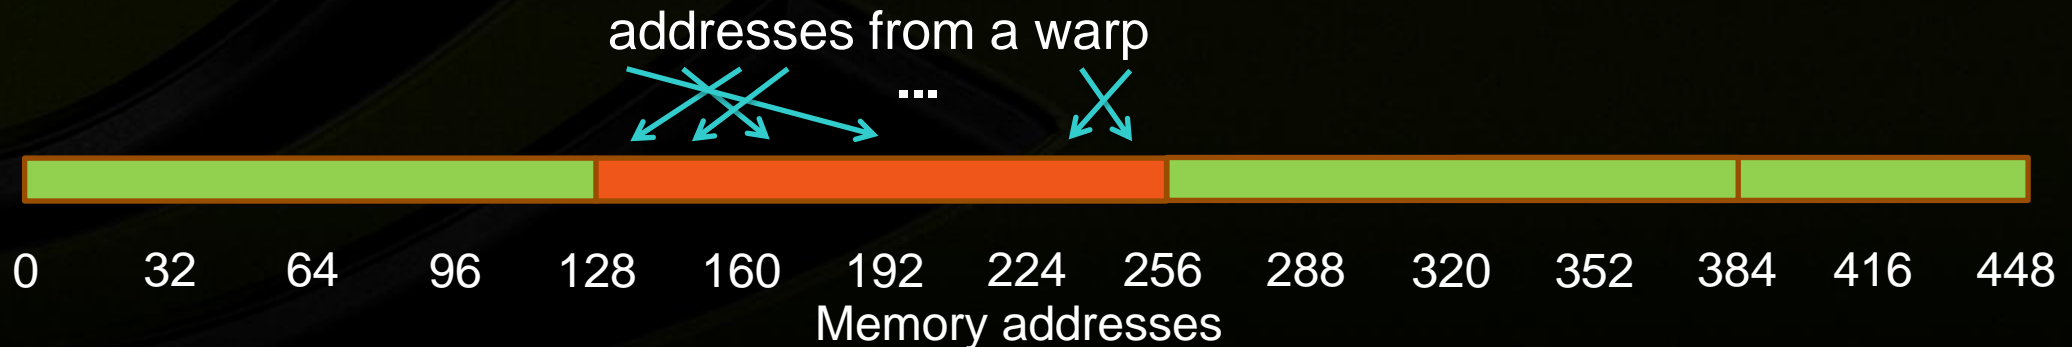 addresses from a warp
...
0 32 64 96 128 160 192 224 256 288 320 352 384 416 448
Memory addresses